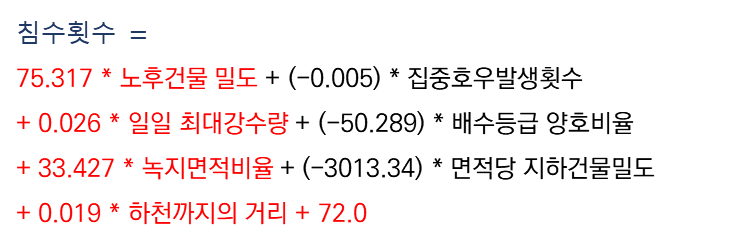 침수횟수 =
75.317 * 노후건물 밀도 + (-0.005) * 집중호우발생횟수
+ 0.026 * 일일 최대강수량 + (-50.289) * 배수등급 양호비율
+ 33.427 * 녹지면적비율 + (-3013.34) * 면적당 지하건물밀도
+ 0.019 * 하천까지의 거리 + 72.0